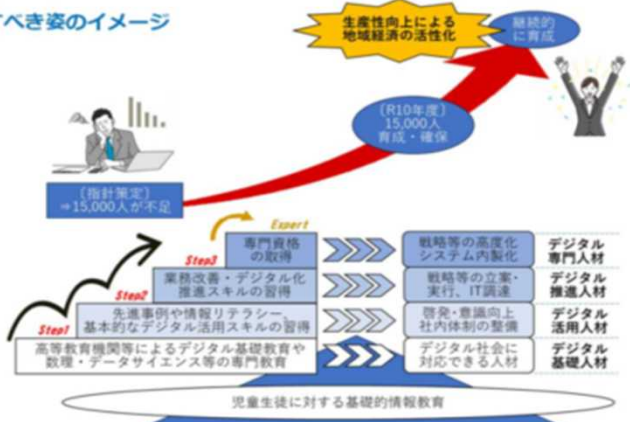 べき姿のイメージ
生産性向上による
地域経済の活性化
継続的
に育成
〔R10年度〕
15,000人
育成・確保
〔指針策定〕
⇒15,000人が不足
Expert
専門資格
の取得
戦略等の高度化
システム内製化
デジタル
専門人材
Step3
業務改善・デジタル化
推進スキルの習得
戦略等の立案・
実行、IT調達
デジタル
推進人材
Step2
先進事例や情報リテラシー、
基本的なデジタル活用スキルの習得
啓発・意識向上
社内体制の整備
デジタル
活用人材
Step1
高等教育機関等によるデジタル基礎教育や
数理・データサイエンス等の専門教育
デジタル社会に
対応できる人材
デジタル
基礎人材
児童生徒に対する基礎的情報教育